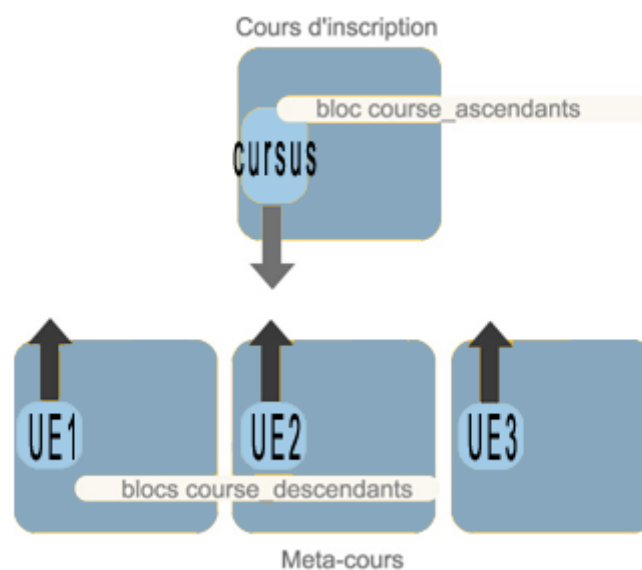 Cours d'inscription
bloc course_ascendants
cursus
UE1
UE2
UE3
blocs course_descendants
Meta-cours